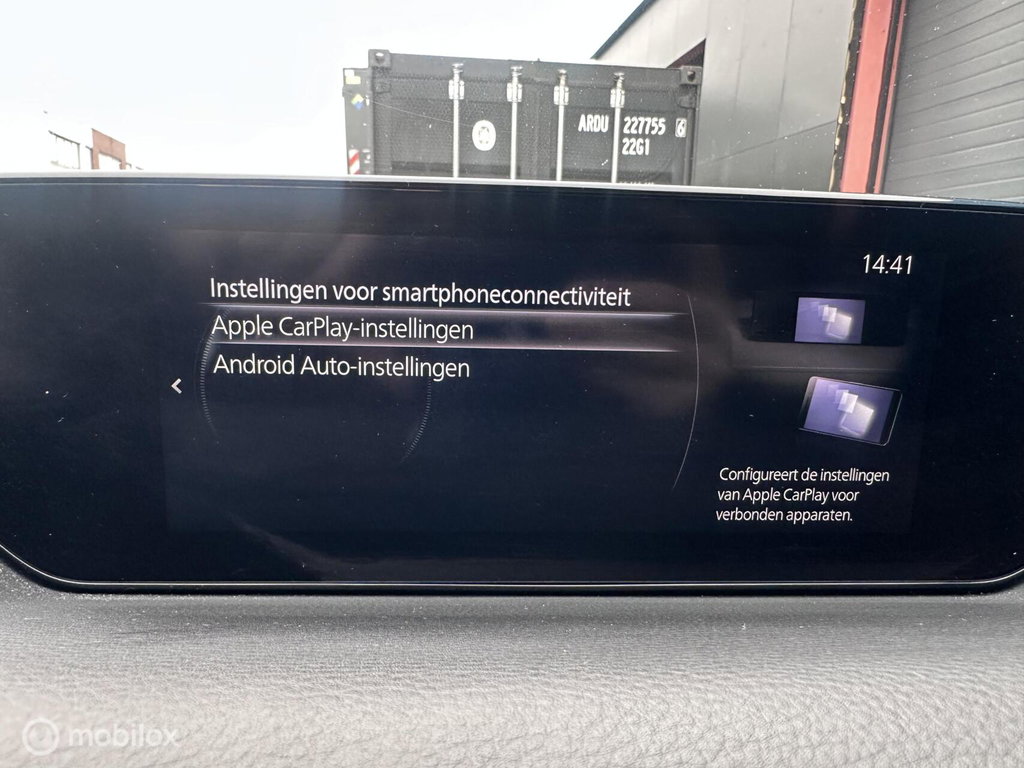 ARDU 227755 6
22G1
14:41
Instellingen voor smartphoneconnectiviteit
Apple CarPlay-instellingen
Android Auto-instellingen
Configureert de instellingen
van Apple CarPlay voor
verbonden apparaten.
mobilox